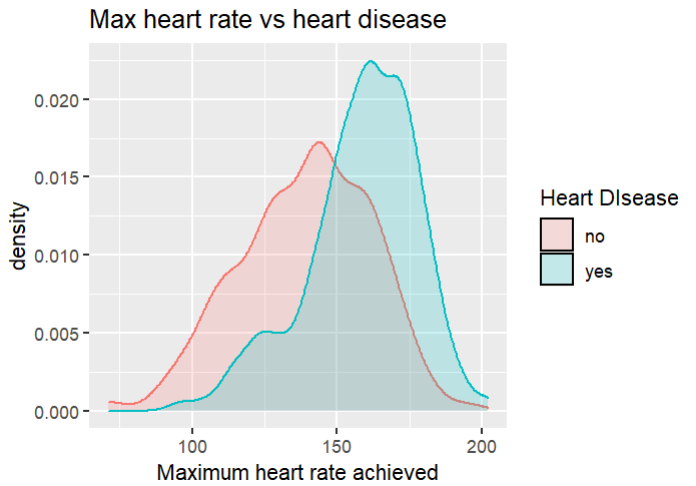 Max heart rate vs heart disease
0.020
0.015
0.010
0.005
0.000
density
100 150 200
Maximum heart rate achieved
Heart DIsease
no
yes